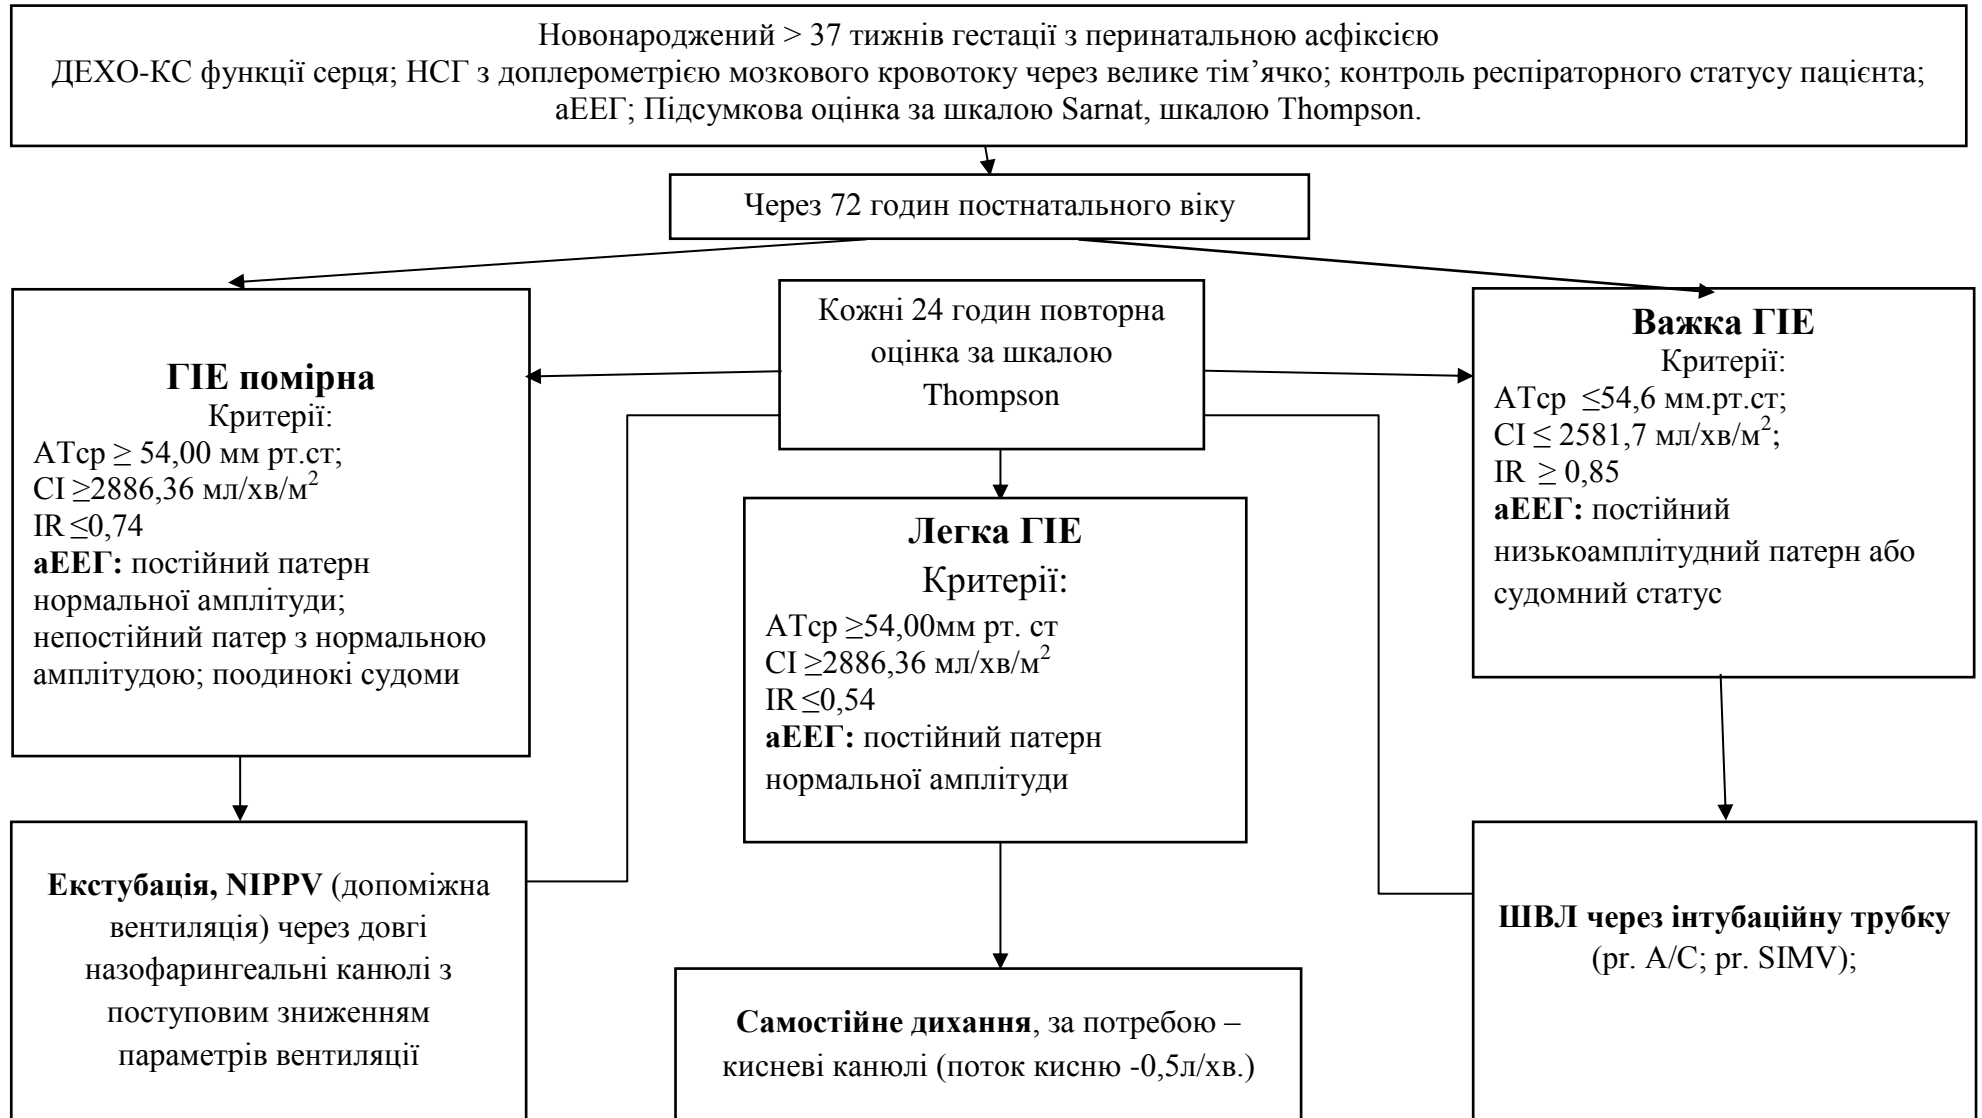 Новонароджений > 37 тижнів гестації з перинатальною асфіксією
ДЕХО-КС функції серця; НСГ з доплерометрією мозкового кровотоку через велике тім’ячко; контроль респіраторного статусу пацієнта;
аЕЕГ; Підсумкова оцінка за шкалою Sarnat, шкалою Thompson.
Через 72 годин постнатального віку
ГІЕ помірна
Критерії:
АТср ≥ 54,00 мм рт.ст;
СІ ≥2886,36 мл/хв/м²
IR ≤0,74
аЕЕГ: постійний патерн
нормальної амплітуди;
непостійний патер з нормальною
амплітудою; поодинокі судоми
Кожні 24 годин повторна
оцінка за шкалою
Thompson
Важка ГІЕ
Критерії:
АТср ≤54,6 мм.рт.ст;
СІ ≤ 2581,7 мл/хв/м²;
IR ≥ 0,85
аЕЕГ: постійний
низькоамплітудний патерн або
судомний статус
Легка ГІЕ
Критерії:
АТср ≥54,00мм рт. ст
СІ ≥2886,36 мл/хв/м²
IR ≤0,54
аЕЕГ: постійний патерн
нормальної амплітуди
Екстубація, NIPPV (допоміжна
вентиляція) через довгі
назофарингеальні канюлі з
поступовим зниженням
параметрів вентиляції
Самостійне дихання, за потребою –
кисневі канюлі (поток кисню -0,5л/хв.)
ШВЛ через інтубаційну трубку
(pr. A/C; pr. SIMV);